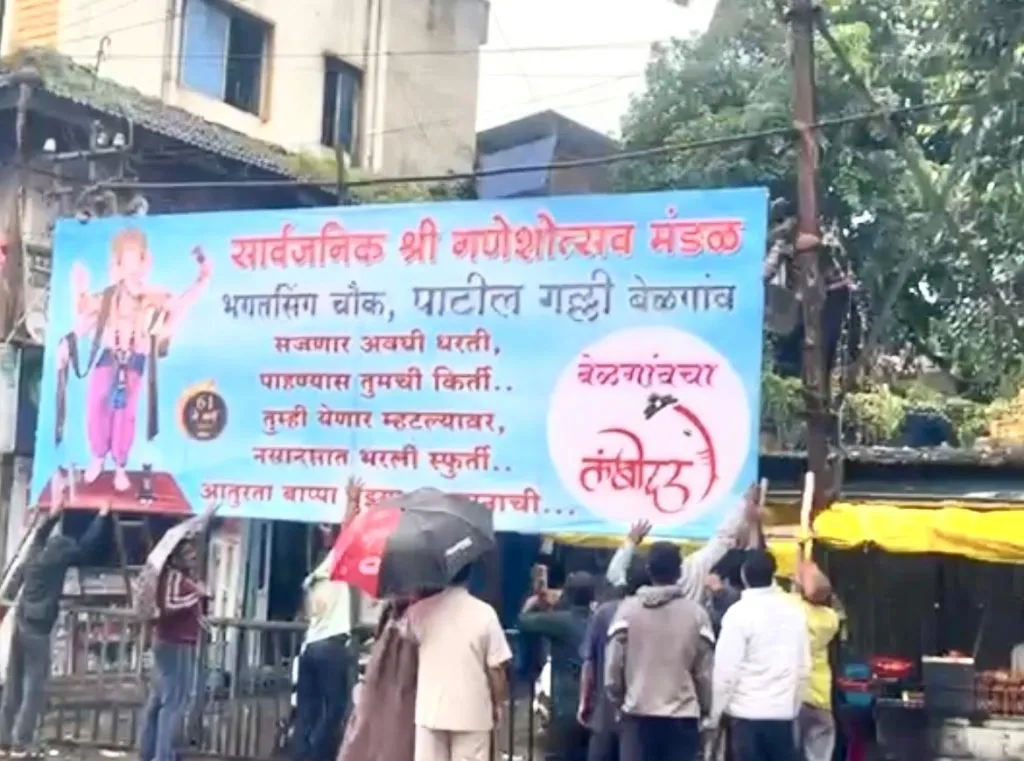 सार्वजनिक श्री गणेशोत्सव मंडळ
भगतसिंग चौक, पाटील गल्ली बेळगांव
सजणार अवघी धरती,
पाहण्यास तुमची किर्ती..
तुम्ही येणार म्हटल्यावर,
नसानसात भरली स्फुर्ती..
आतुरता बाप्पा
बेळगांवचा
लंबोदर
61